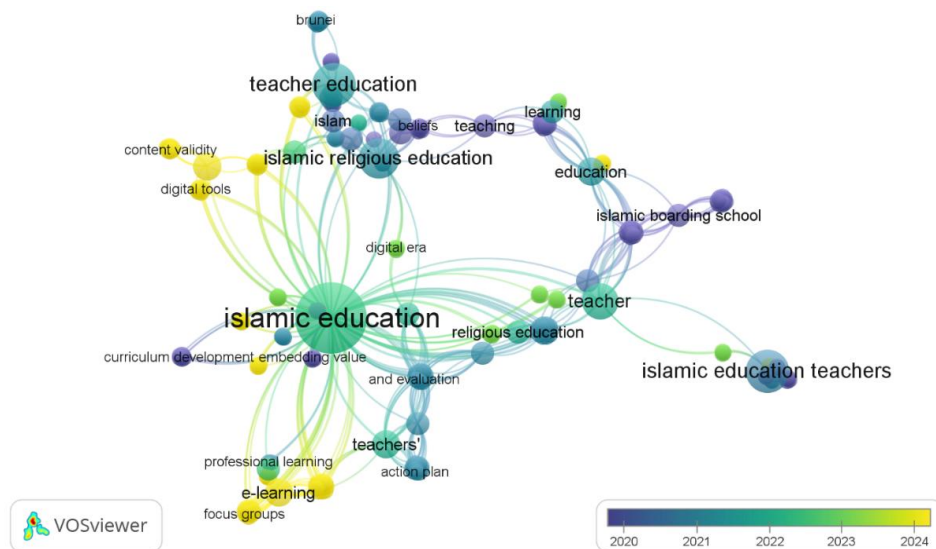 brunei
teacher education
learning
islam
beliefs
teaching
content validity
islamic religious education
education
digital tools
islamic boarding school
digital era
teacher
islamic education
religious education
curriculum development embedding value
islamic education teachers
and evaluation
teachers'
professional learning
action plan
e-learning
focus groups
VOSviewer
2020 2021 2022 2023 2024